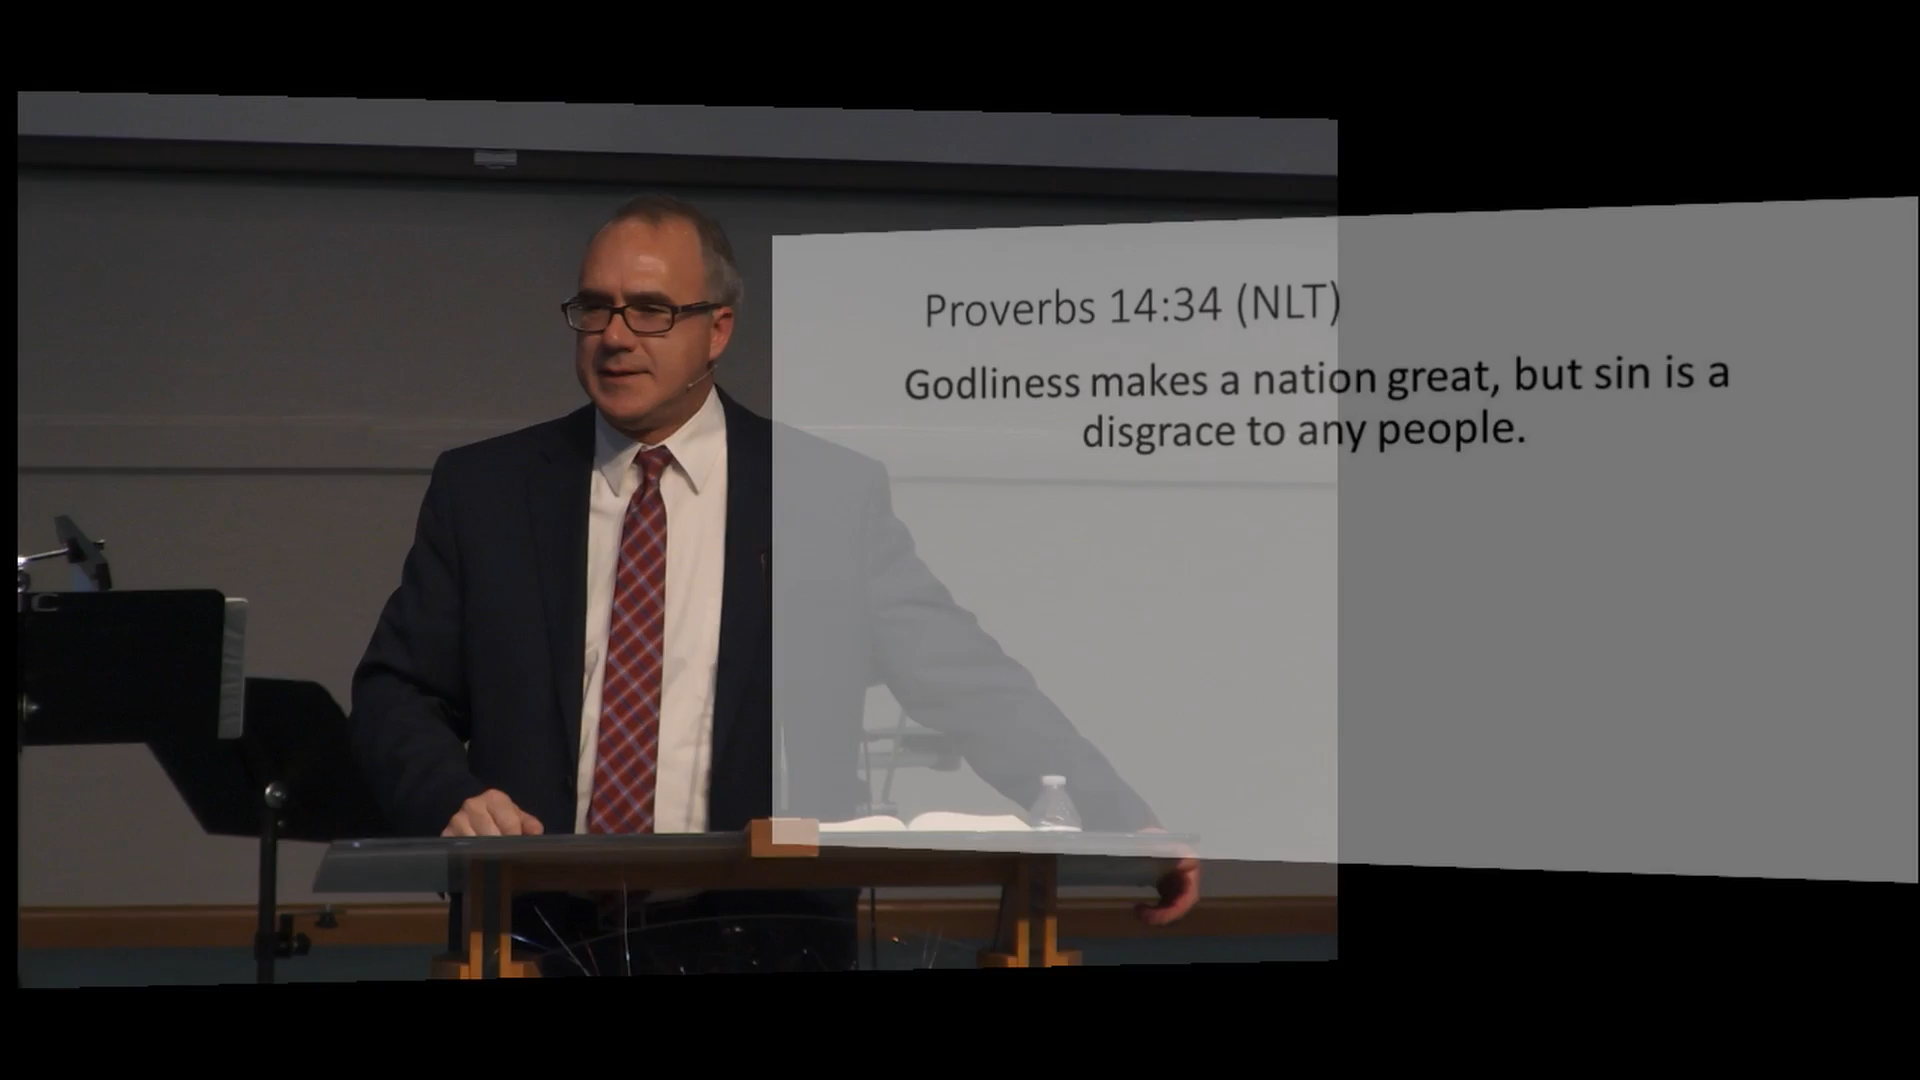 Proverbs 14:34 (NLT)
Godliness makes a nation great, but sin is a
disgrace to any people.